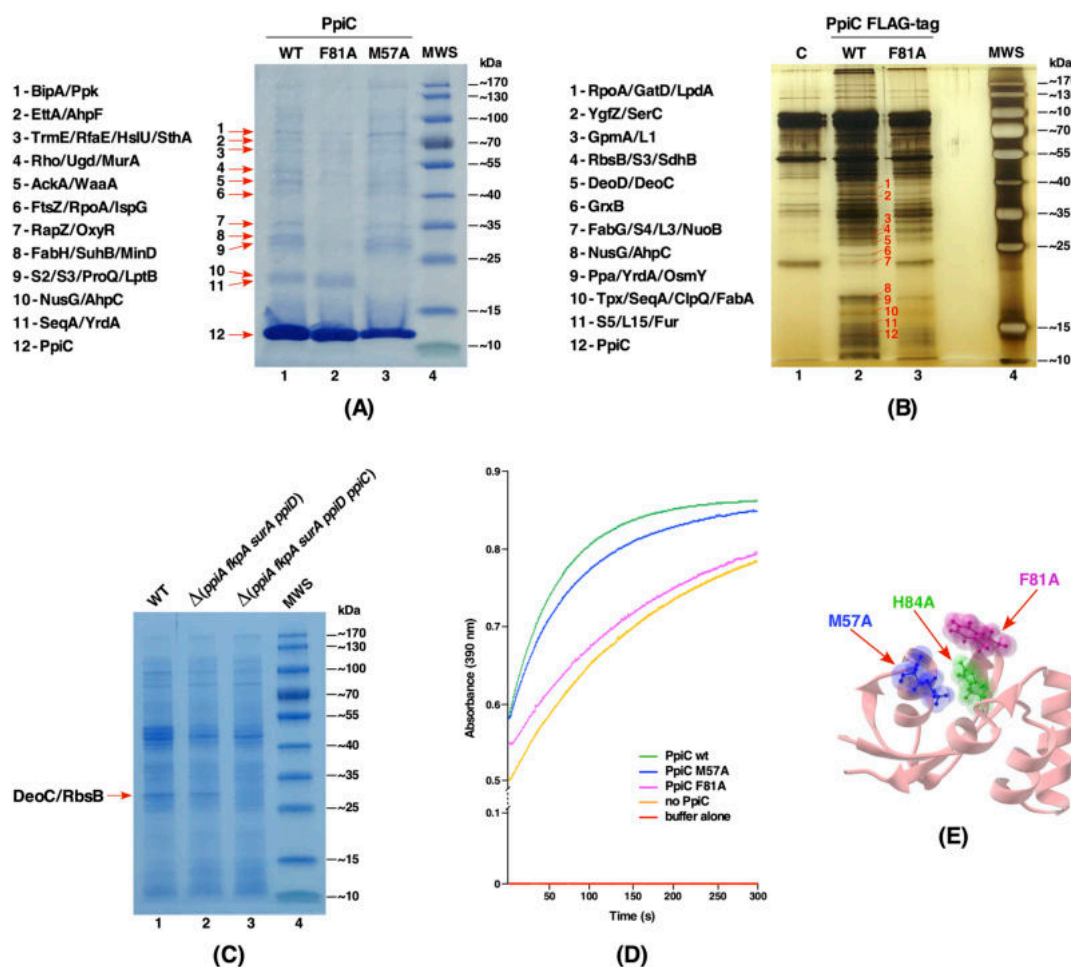 PpiC
WT F81A M57A MWS
kDa
1-BipA/Ppk
2-EttA/AhpF
3-TrmE/RfaE/HslU/SthA
4-Rho/Ugd/MurA
5-AckA/WaaA
6-FtsZ/RpoA/IspG
7-RapZ/OxyR
8-FabH/SuhB/MinD
9-S2/S3/ProQ/LptB
10-NusG/AhpC
11-SeqA/YrdA
12-PpiC
1
2
3
4
5
6
7
8
9
10
11
12
~170
~130
~100
~70
~55
~40
~35
~25
~15
~10
1 2 3 4
(A)
PpiC FLAG-tag
C WT F81A MWS
kDa
1-RpoA/GatD/LpdA
2-YgfZ/SerC
3-GpmA/L1
4-RbsB/S3/SdhB
5-DeoD/DeoC
6-GrxB
7-FabG/S4/L3/NuoB
8-NusG/AhpC
9-Ppa/YrdA/OsmY
10-Tpx/SeqA/ClpQ/FabA
11-S5/L15/Fur
12-PpiC
1
2
3
4
5
6
7
8
9
10
11
12
~170
~130
~100
~70
~55
~40
~35
~25
~15
~10
1 2 3 4
(B)
WT
Δ(ppiA fkpA surA ppiD)
Δ(ppiA fkpA surA ppiD ppiC)
MWS
kDa
~170
~130
~100
~70
~55
~40
~35
~25
~15
~10
DeoC/RbsB
1 2 3 4
(C)
Absorbance (390 nm)
0.9
0.8
0.7
0.6
0.5
0.1
0
PpiC wt
PpiC M57A
PpiC F81A
no PpiC
buffer alone
50 100 150 200 250 300
Time (s)
(D)
F81A
H84A
M57A
(E)